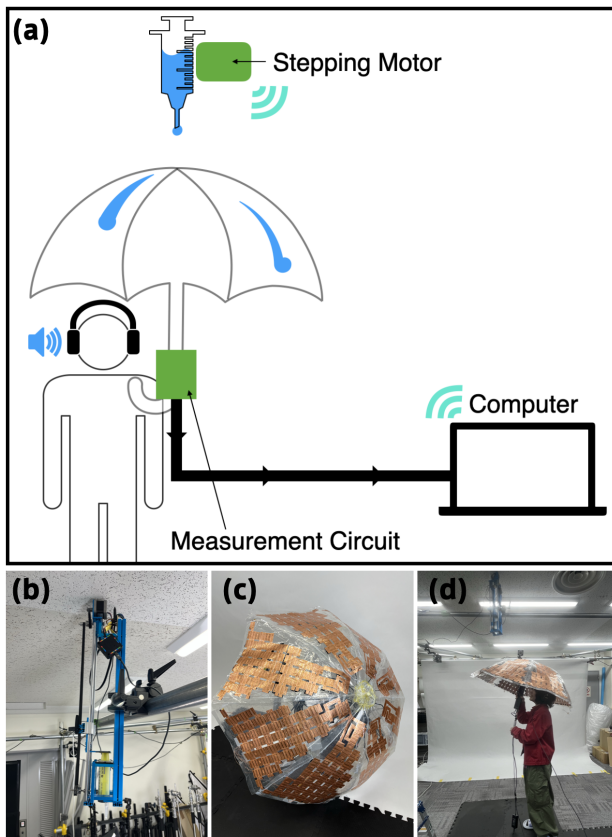 (a)
Stepping Motor
Computer
Measurement Circuit
(b)
(c)
(d)